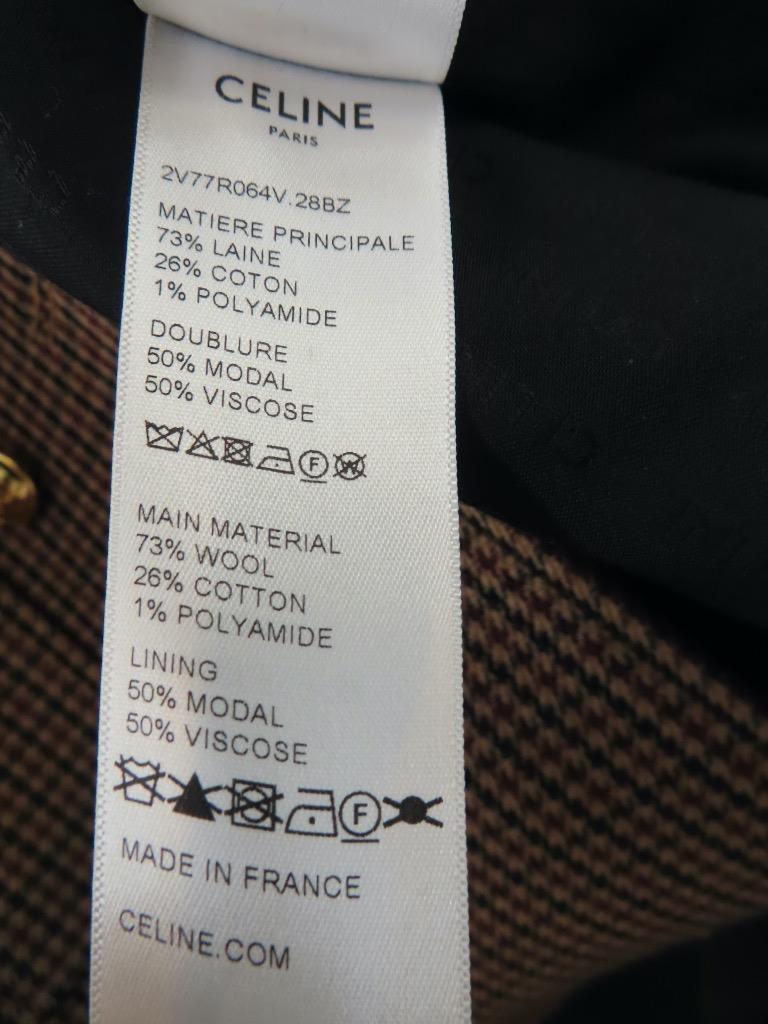 CELINE
PARIS
2V77R064V.28BZ
MATIERE PRINCIPALE
73% LAINE
26% COTON
1% POLYAMIDE
DOUBLURE
50% MODAL
50% VISCOSE
F W
MAIN MATERIAL
73% WOOL
26% COTTON
1% POLYAMIDE
LINING
50% MODAL
50% VISCOSE
F
MADE IN FRANCE
CELINE.COM